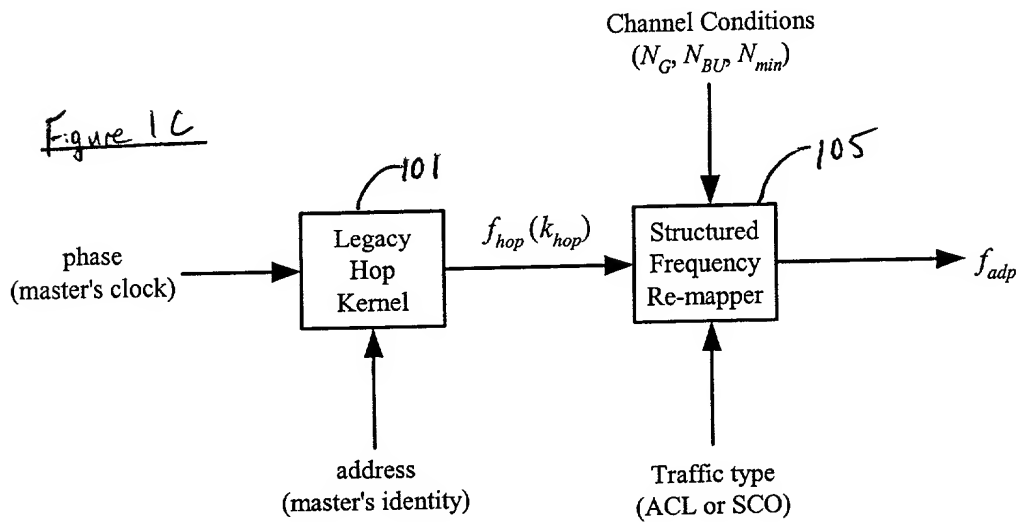 Channel Conditions
(N_G, N_BU, N_min)
Figure 1C
101
105
Legacy
Hop
Kernel
f_hop (k_hop)
Structured
Frequency
Re-mapper
phase
(master's clock)
f_adp
address
(master's identity)
Traffic type
(ACL or SCO)